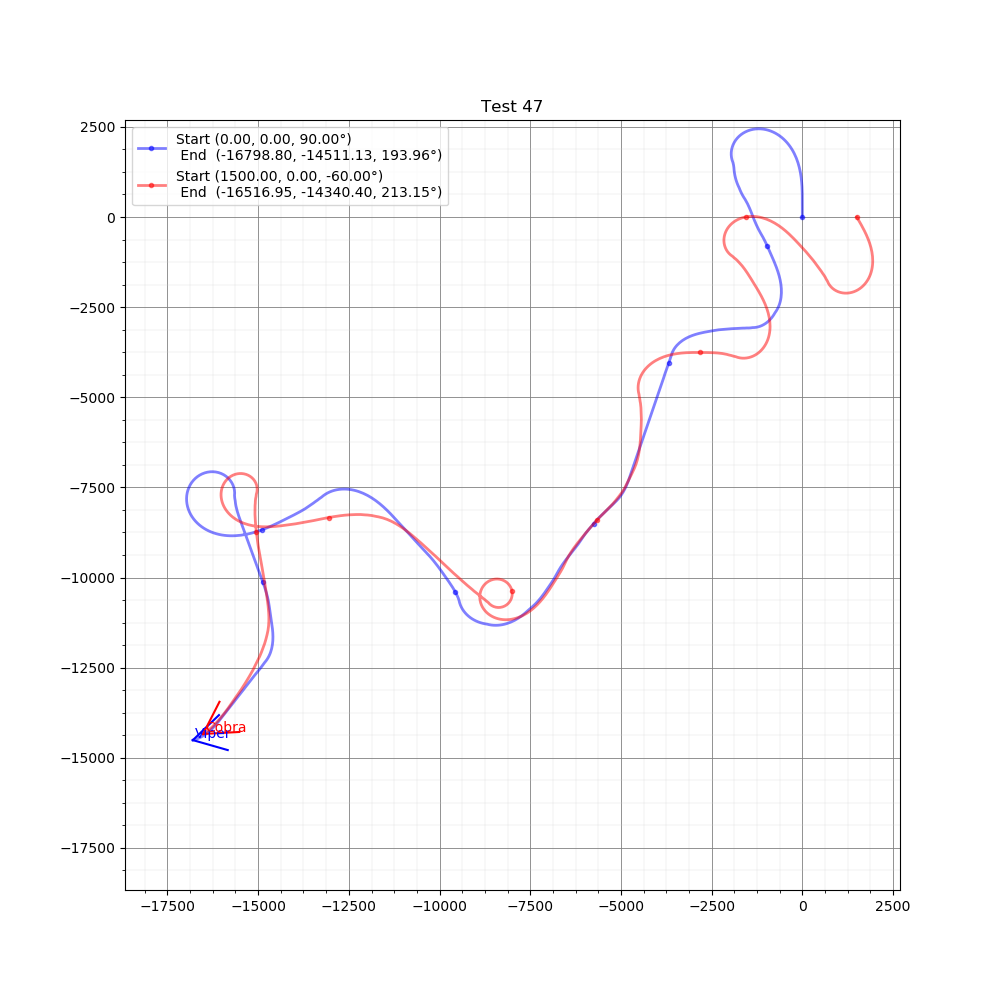 Test 47
Start (0.00, 0.00, 90.00°)
End (-16798.80, -14511.13, 193.96°)
Start (1500.00, 0.00, -60.00°)
End (-16516.95, -14340.40, 213.15°)
2500
0
−2500
−5000
−7500
−10000
−12500
−15000
−17500
Cobra
Viper
−17500 −15000 −12500 −10000 −7500 −5000 −2500 0 2500